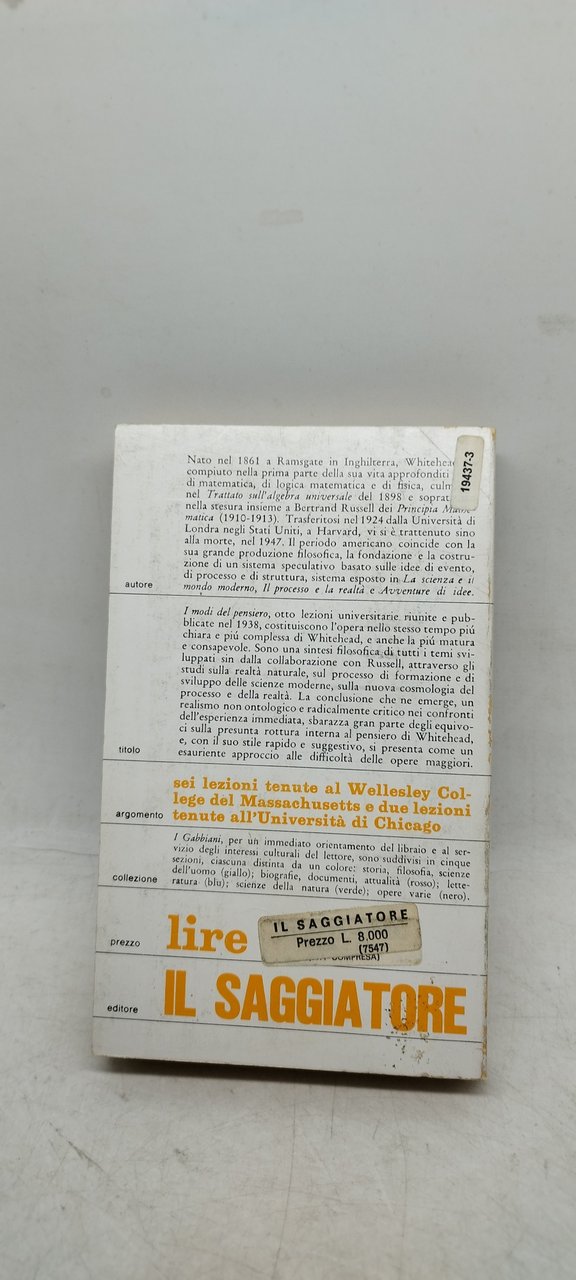 Nato nel 1861 a Ramsgate in Inghilterra, Whitehead
compiuto nella prima parte della sua vita approfonditi
di matematica, di logica matematica e di fisica, culm
nel Trattato sull'algebra universale del 1898 e soprat
nella stesura insieme a Bertrand Russell dei Principia Mathe-
matica (1910-1913). Trasferitosi nel 1924 dalla Università di
Londra negli Stati Uniti, a Harvard, vi si è trattenuto sino
alla morte, nel 1947. Il periodo americano coincide con la
sua grande produzione filosofica, la fondazione e la costru-
zione di un sistema speculativo basato sulle idee di evento,
di processo e di struttura, sistema esposto in La scienza e il
autore mondo moderno, Il processo e la realtà e Avventure di idee.
I modi del pensiero, otto lezioni universitarie riunite e pub-
blicate nel 1938, costituiscono l'opera nello stesso tempo piú
chiara e piú complessa di Whitehead, e anche la piú matura
e consapevole. Sono una sintesi filosofica di tutti i temi svi-
luppati sin dalla collaborazione con Russell, attraverso gli
studi sulla realtà naturale, sul processo di formazione e di
sviluppo delle scienze moderne, sulla nuova cosmologia del
processo e della realtà. La conclusione che ne emerge, un
realismo non ontologico e radicalmente critico nei confronti
dell'esperienza immediata, sbarazza gran parte degli equivo-
ci sulla presunta rottura interna al pensiero di Whitehead,
e, con il suo stile rapido e suggestivo, si presenta come un
titolo esauriente approccio alle difficoltà delle opere maggiori.
sei lezioni tenute al Wellesley Col-
lege del Massachusetts e due lezioni
argomento tenute all'Università di Chicago
I Gabbiani, per un immediato orientamento del libraio e al ser-
vizio degli interessi culturali del lettore, sono suddivisi in cinque
sezioni, ciascuna distinta da un colore: storia, filosofia, scienze
dell'uomo (giallo); biografie, documenti, attualità (rosso); lette-
collezione ratura (blu); scienze della natura (verde); opere varie (nero).
prezzo lire
IL SAGGIATORE
Prezzo L. 8.000
(7547)
COMPRESA)
editore IL SAGGIATORE
19437-3